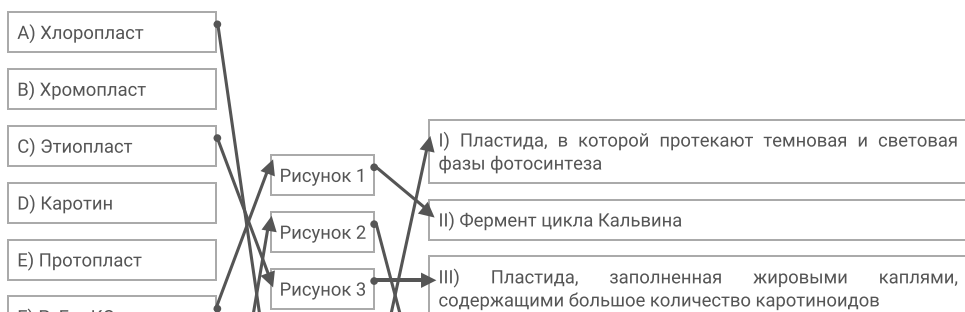 A) Хлоропласт
B) Хромопласт
C) Этиопласт
D) Каротин
E) Протопласт
Рисунок 1
Рисунок 2
Рисунок 3
I) Пластида, в которой протекают темновая и световая
фазы фотосинтеза
II) Фермент цикла Кальвина
III) Пластида, заполненная жировыми каплями,
содержащими большое количество каротиноидов